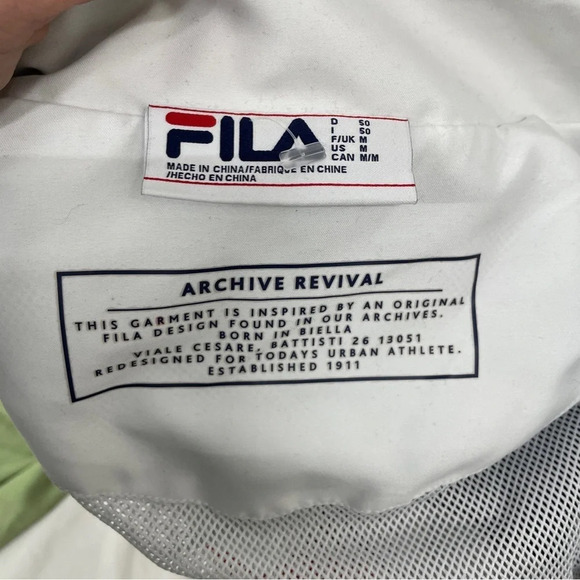 FILA
D 50
I 50
F/UK M
US M
CAN M/M
MADE IN CHINA/FABRIQUE EN CHINE
/HECHO EN CHINA
ARCHIVE REVIVAL
THIS GARMENT IS INSPIRED BY AN ORIGINAL
FILA DESIGN FOUND IN OUR ARCHIVES.
BORN IN BIELLA
VIALE CESARE, BATTISTI 26 13051
REDESIGNED FOR TODAYS URBAN ATHLETE.
ESTABLISHED 1911